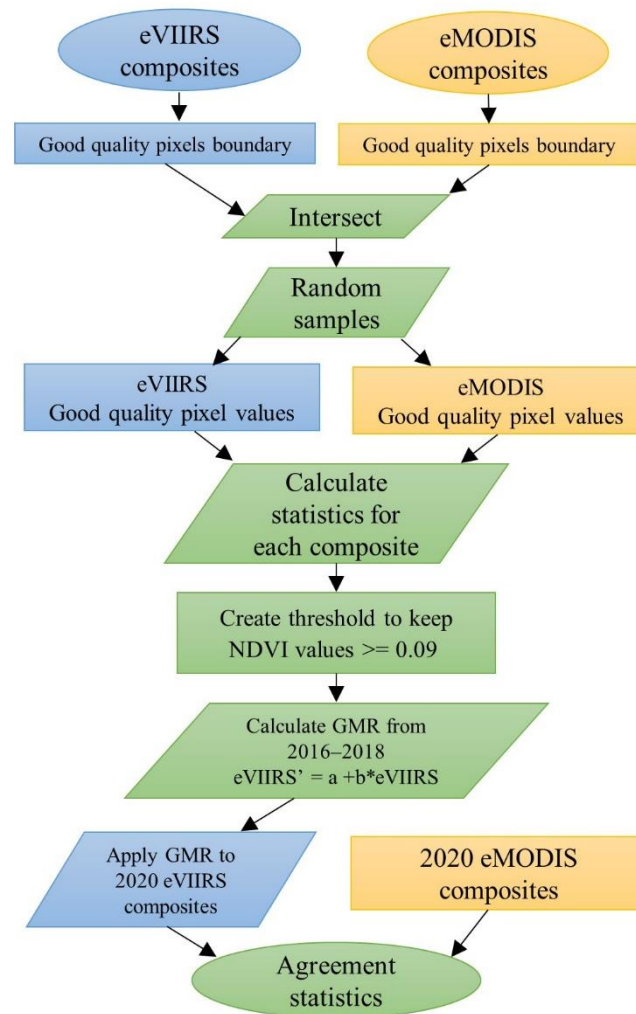 eVIIRS
composites
eMODIS
composites
Good quality pixels boundary
Good quality pixels boundary
Intersect
Random
samples
eVIIRS
Good quality pixel values
eMODIS
Good quality pixel values
Calculate
statistics for
each composite
Create threshold to keep
NDVI values >= 0.09
Calculate GMR from
2016–2018
eVIIRS’ = a +b*eVIIRS
Apply GMR to
2020 eVIIRS
composites
2020 eMODIS
composites
Agreement
statistics